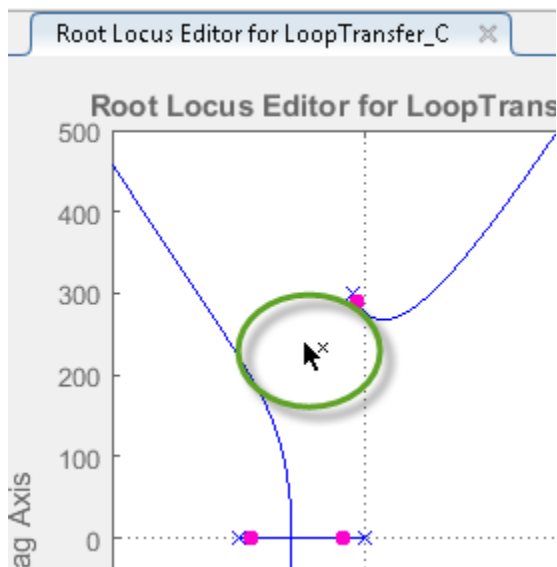 Root Locus Editor for LoopTransfer_C
Root Locus Editor for LoopTrans
500
400
300
200
100
0
ag Axis